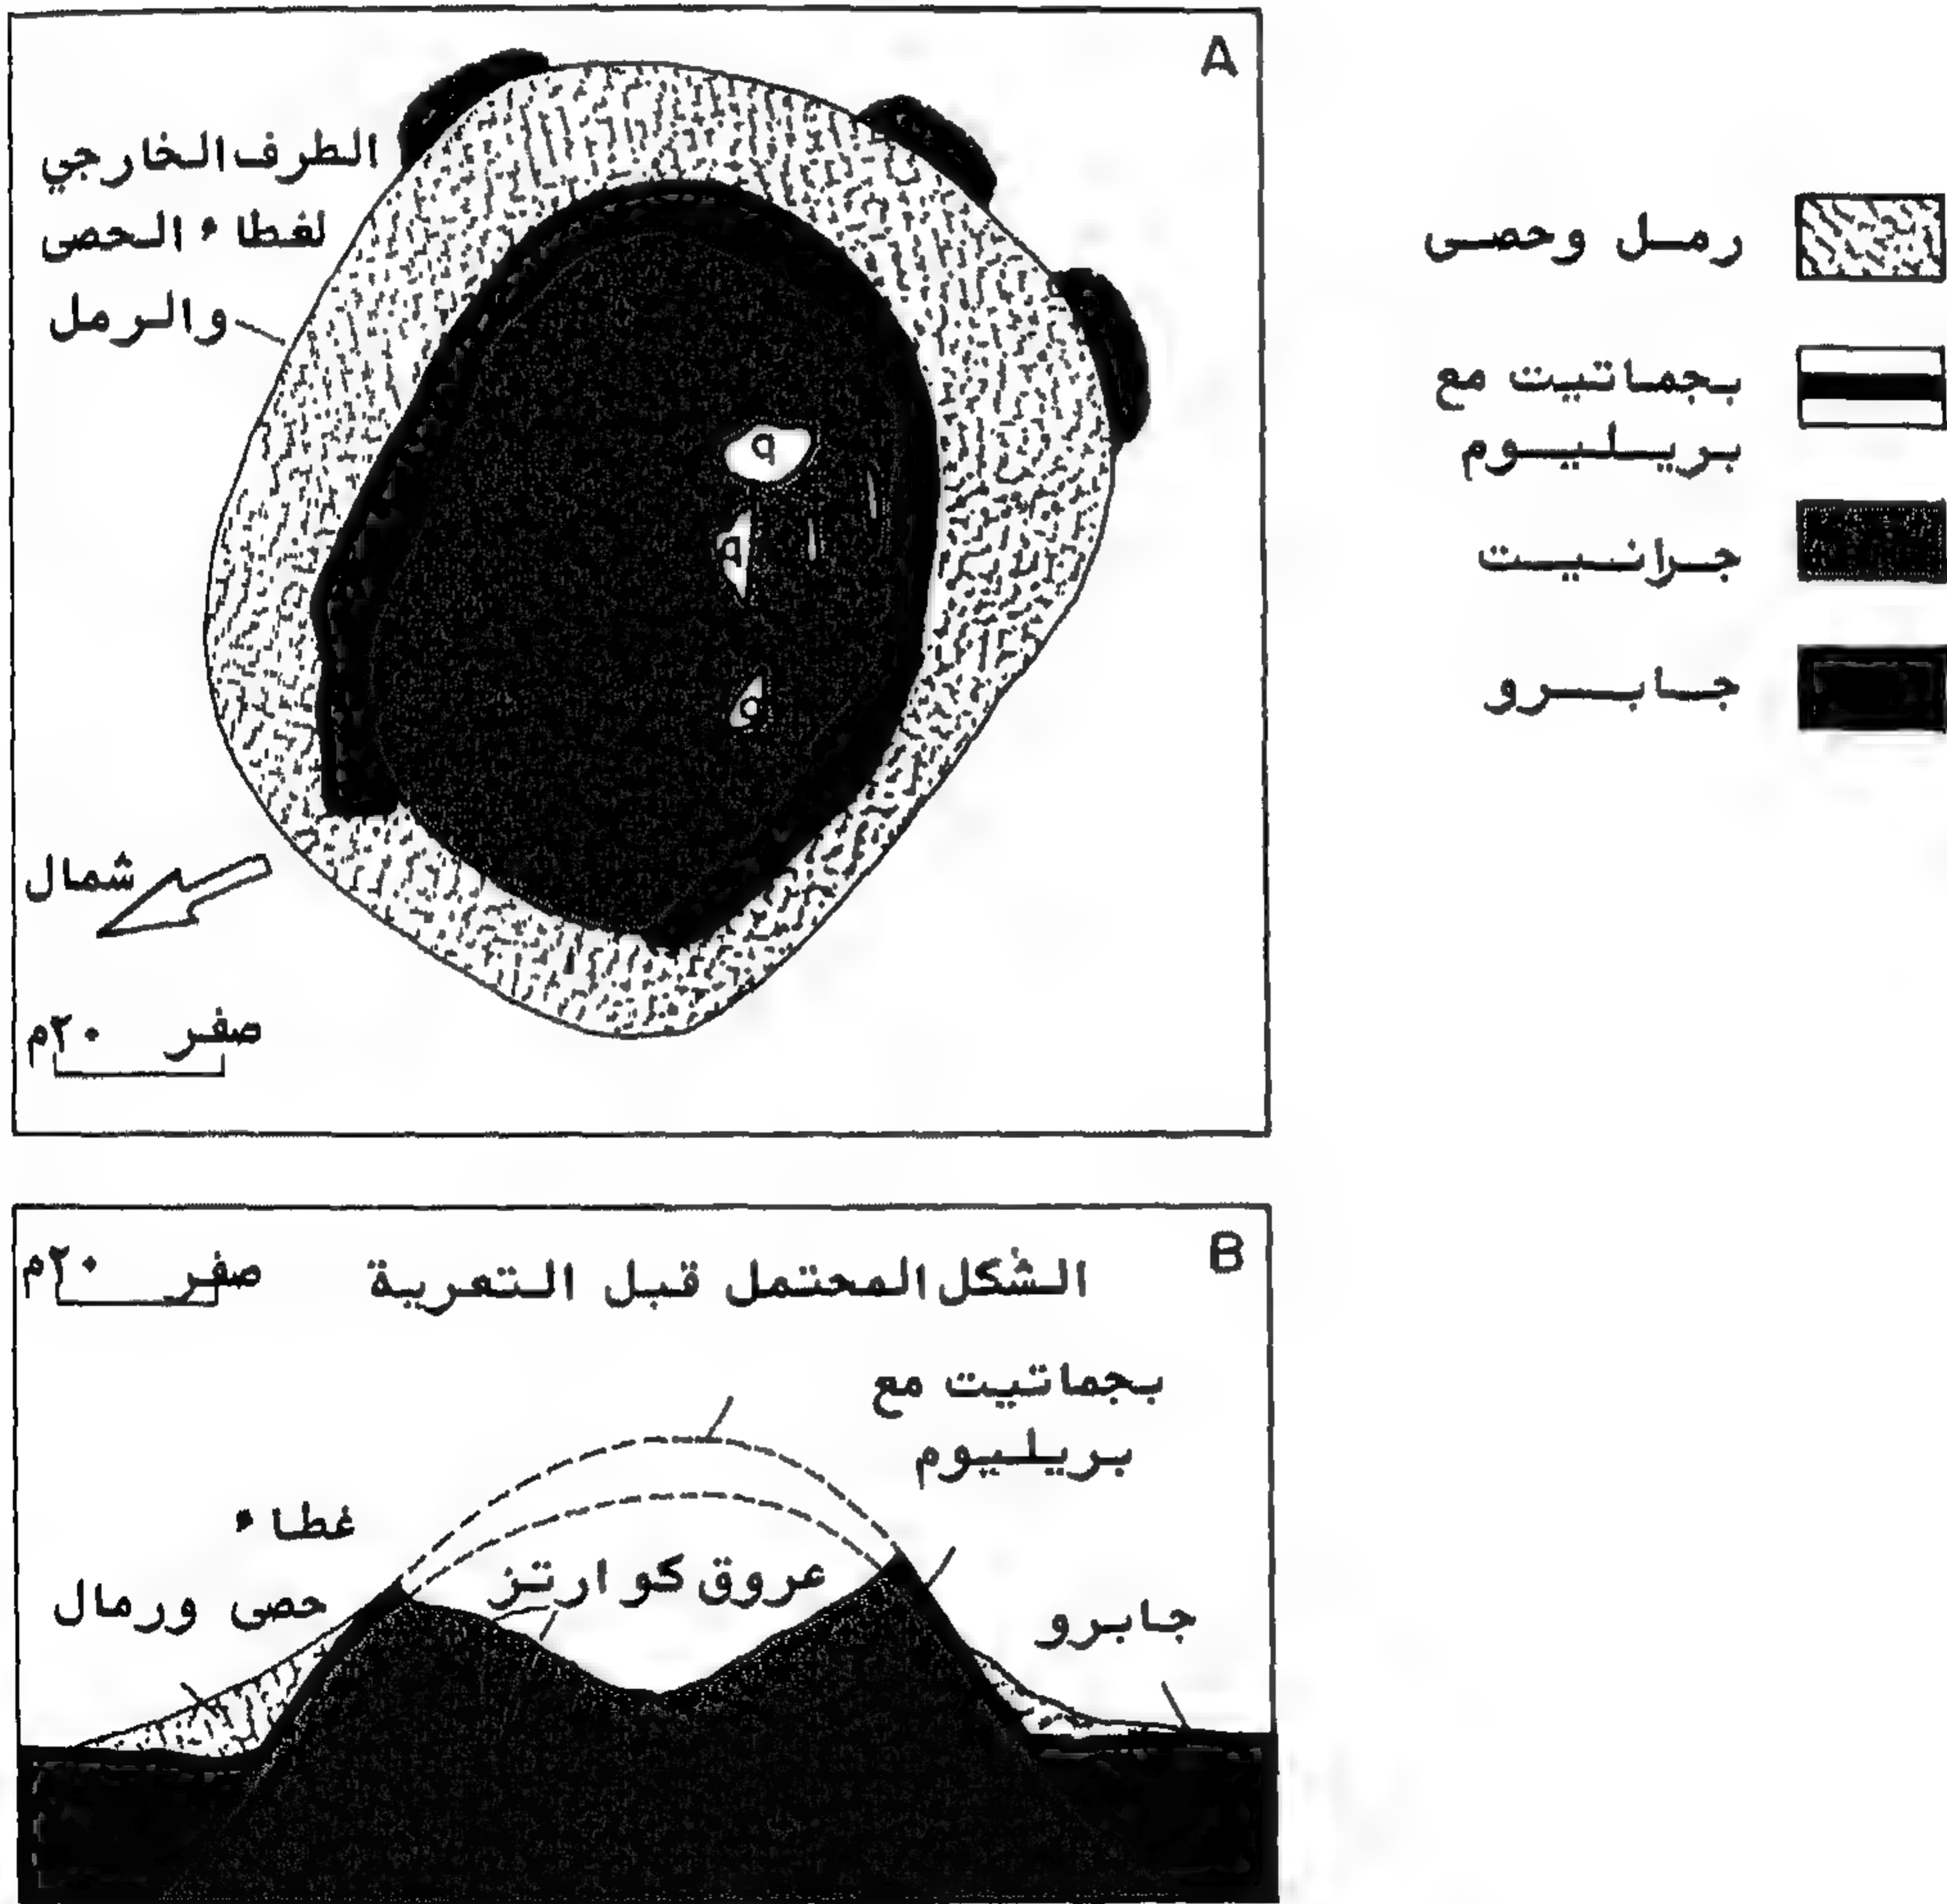 A
الطرف الخارجي
لغطاء الحصى
والرمل
q
q
q
شمال
صفر ٢٠م
رمل وحصى
بجماتيت مع
بريليوم
جرانيت
جابرو
B
صفر ٢٠م
الشكل المحتمل قبل التعرية
بجماتيت مع
بريليوم
غطاء
حصى ورمال
عروق كوارتز
جابرو